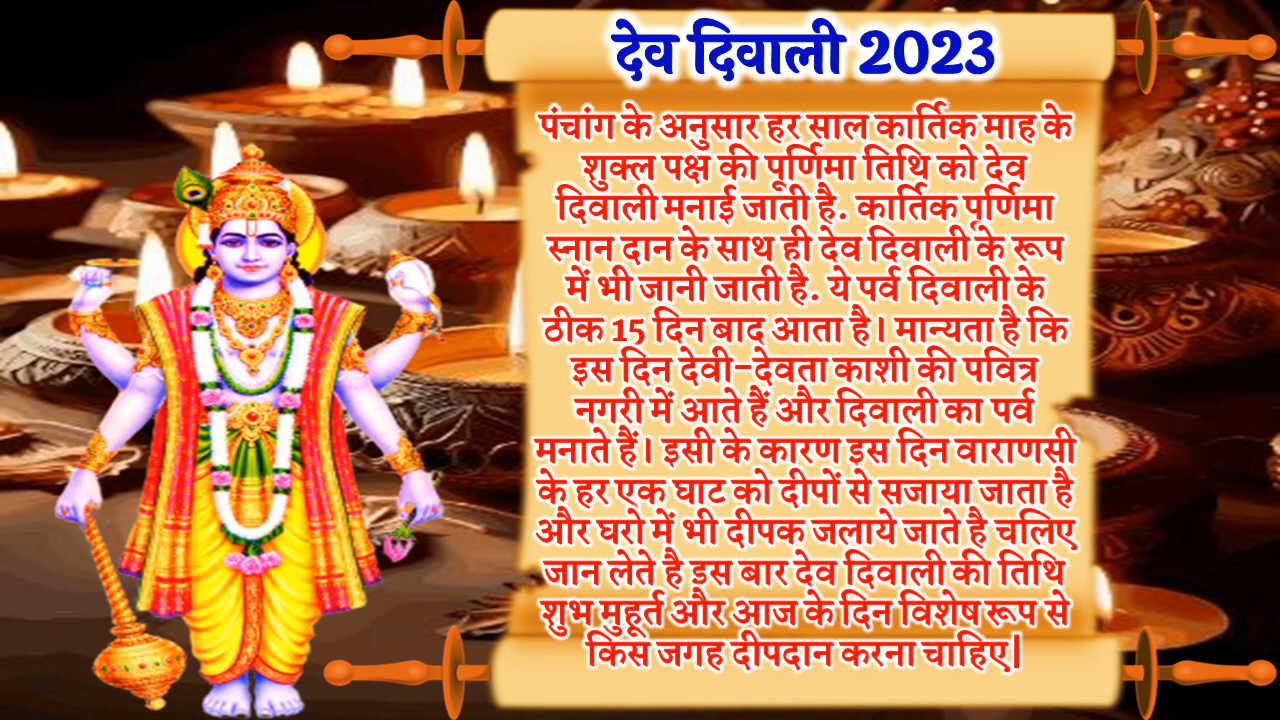 देव दिवाली 2023
पंचांग के अनुसार हर साल कार्तिक माह के
शुक्ल पक्ष की पूर्णिमा तिथि को देव
दिवाली मनाई जाती है. कार्तिक पूर्णिमा
स्नान दान के साथ ही देव दिवाली के रूप
में भी जानी जाती है. ये पर्व दिवाली के
ठीक 15 दिन बाद आता है। मान्यता है कि
इस दिन देवी-देवता काशी की पवित्र
नगरी में आते हैं और दिवाली का पर्व
मनाते हैं। इसी के कारण इस दिन वाराणसी
के हर एक घाट को दीपों से सजाया जाता है
और घरो में भी दीपक जलाये जाते है चलिए
जान लेते है इस बार देव दिवाली की तिथि
शुभ मुहूर्त और आज के दिन विशेष रूप से
किस जगह दीपदान करना चाहिए|